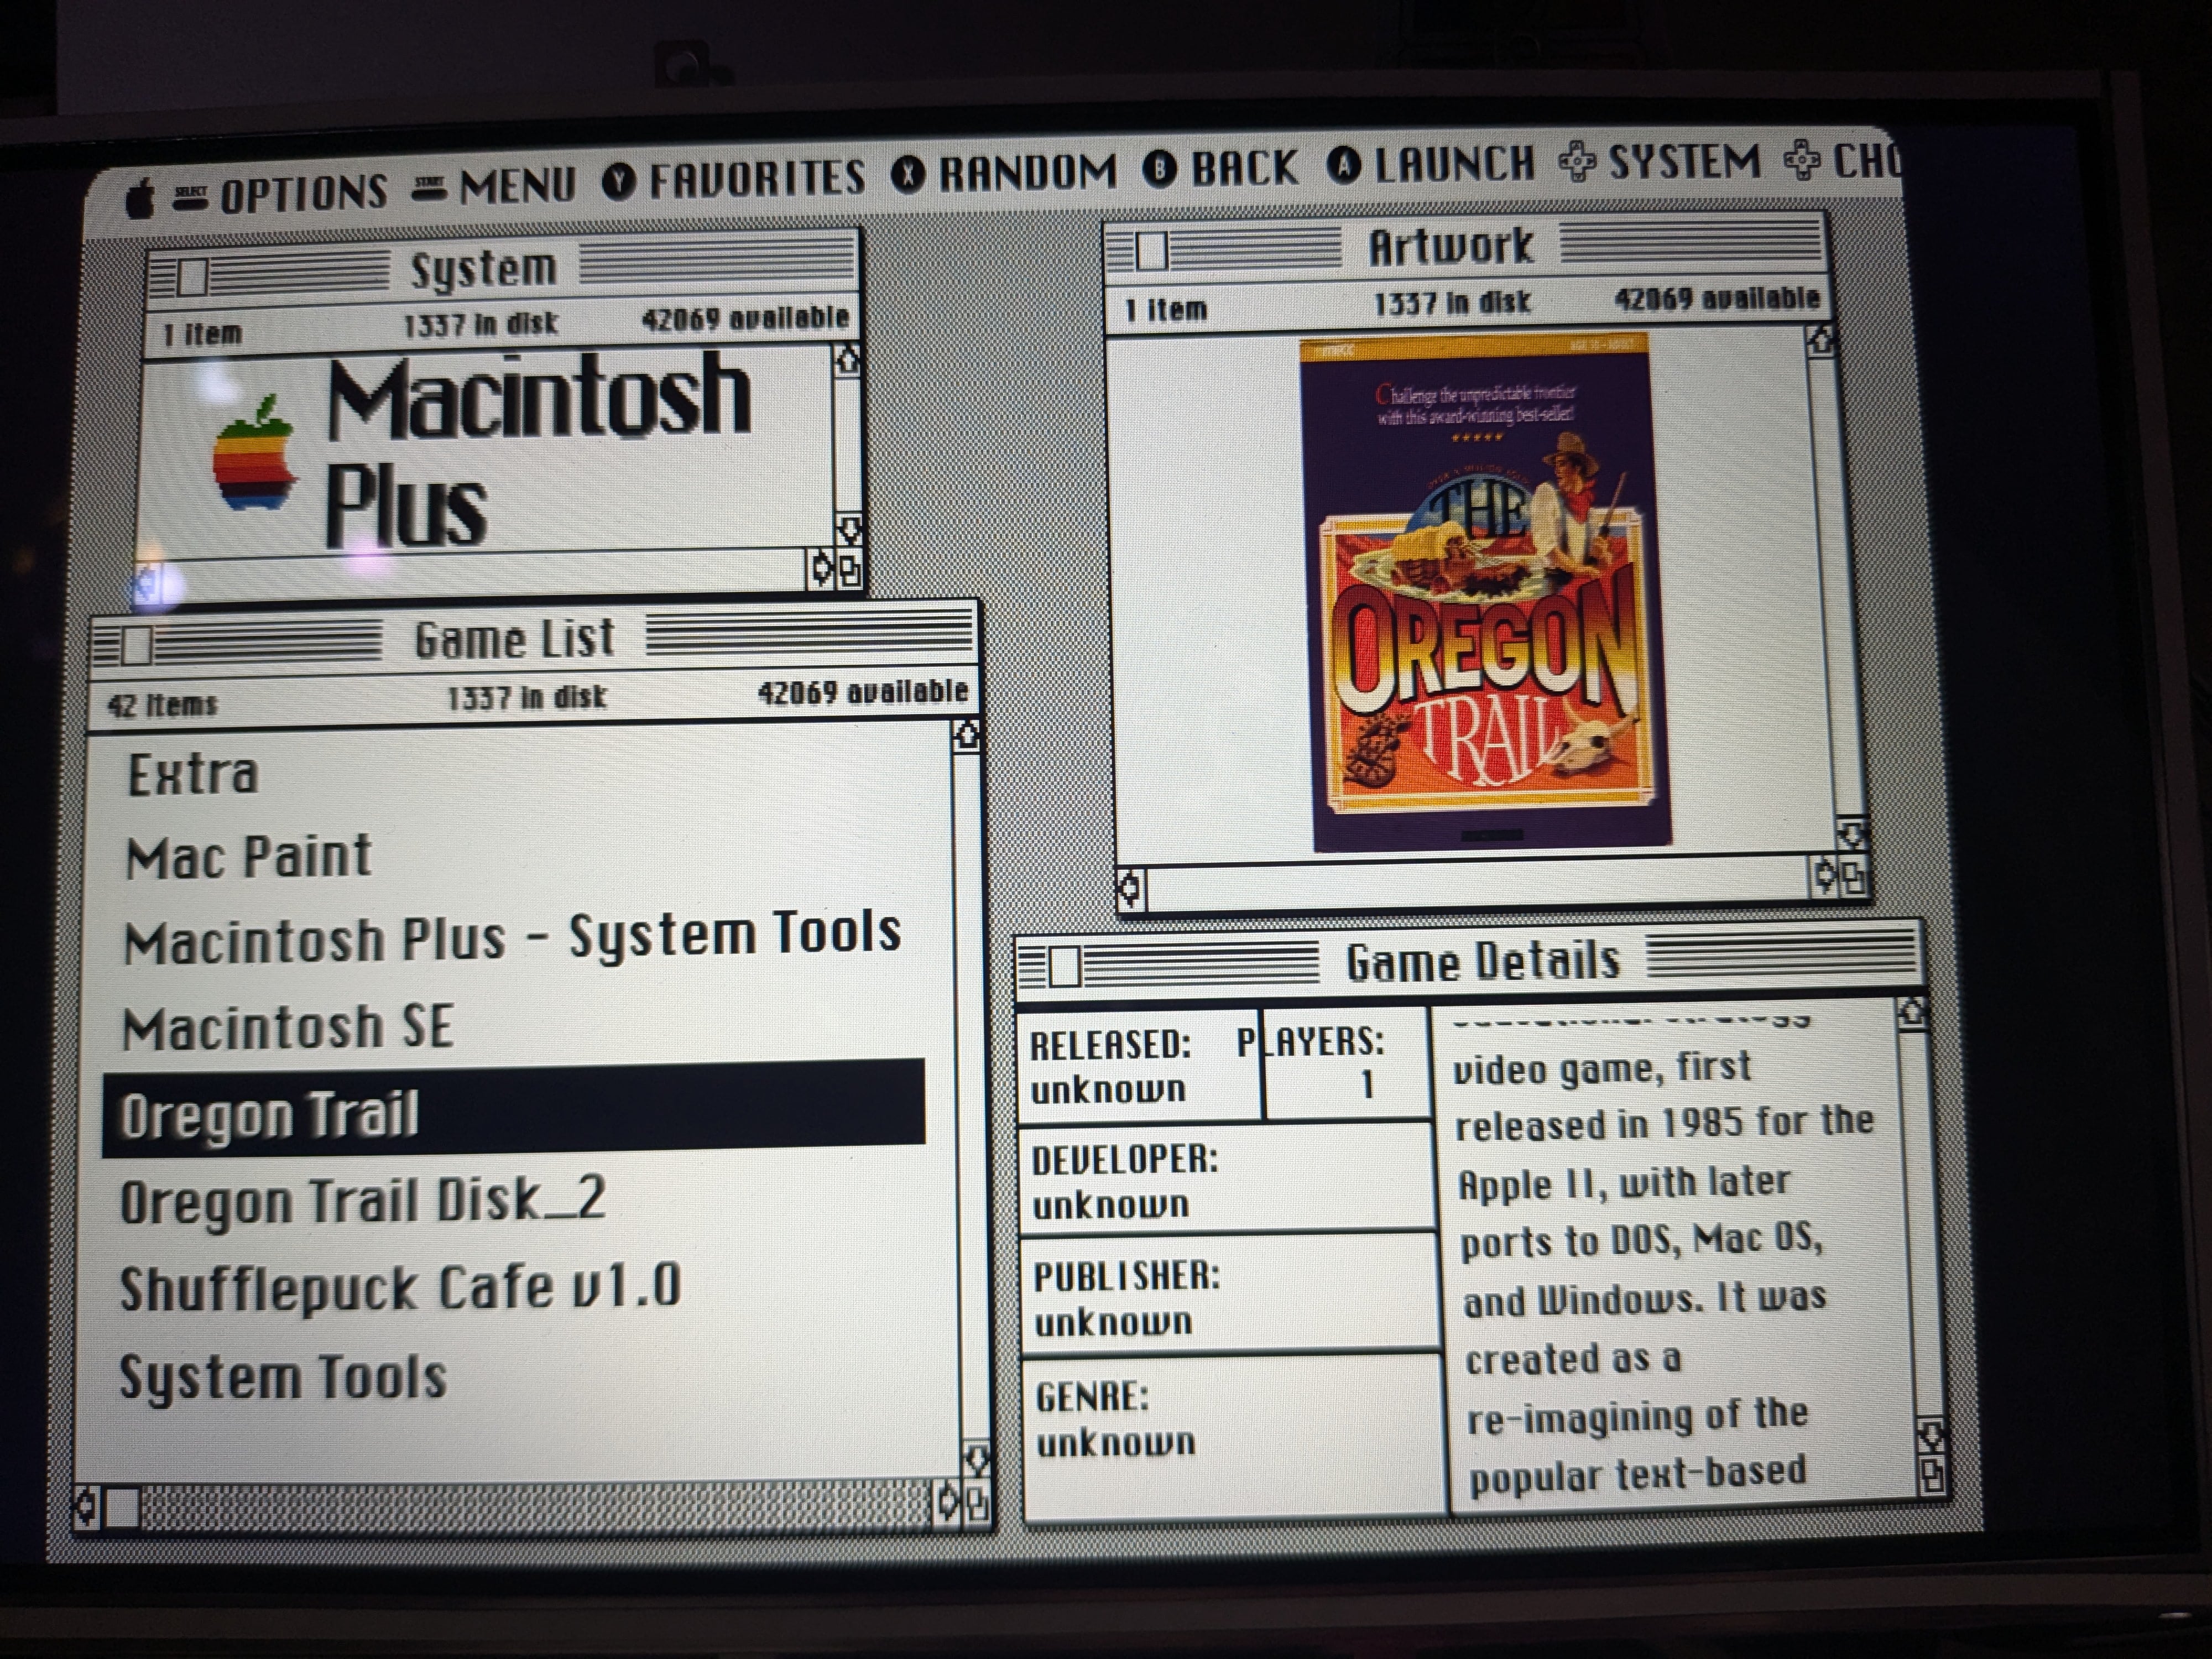 SELECT OPTIONS START MENU Y FAVORITES X RANDOM B BACK A LAUNCH SYSTEM
System
1 item 1337 in disk 42069 available
Macintosh
Plus
Game List
42 items 1337 in disk 42069 available
Extra
Mac Paint
Macintosh Plus - System Tools
Macintosh SE
Oregon Trail
Oregon Trail Disk_2
Shufflepuck Cafe v1.0
System Tools
Artwork
1 item 1337 in disk 42069 available
mecc
Challenge the unpredictable frontier
with this award-winning best-seller!
THE
OREGON
TRAIL
Game Details
RELEASED: PLAYERS:
unknown 1
DEVELOPER:
unknown
PUBLISHER:
unknown
GENRE:
unknown
video game, first
released in 1985 for the
Apple II, with later
ports to DOS, Mac OS,
and Windows. It was
created as a
re-imagining of the
popular text-based